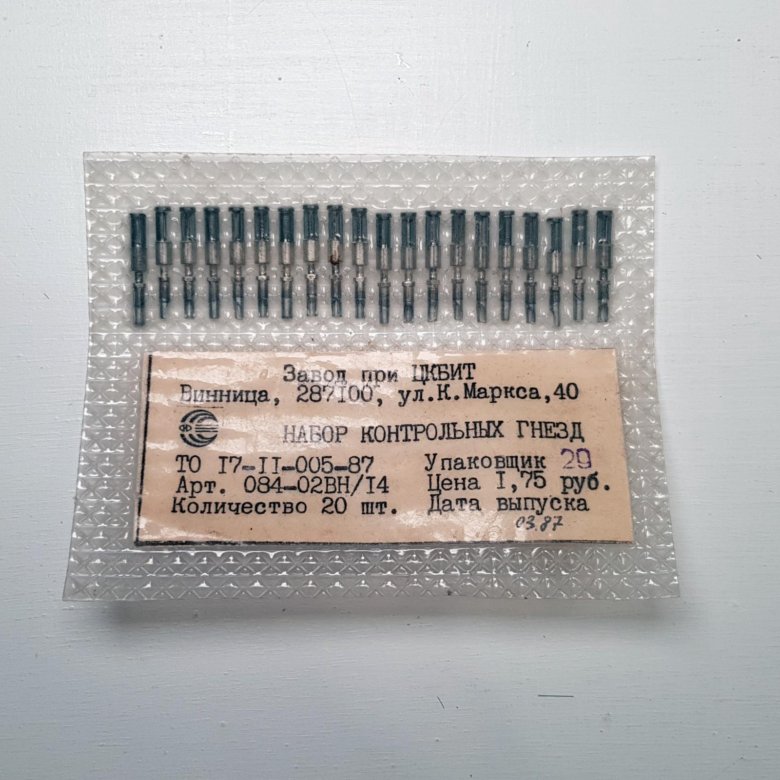 Завод при ЦКБИТ
Винница, 287I00, ул.К.Маркса,40
НАБОР КОНТРОЛЬНЫХ ГНЕЗД
ТО I7-II-005-87 Упаковщик 29
Арт. 084-02ВН/I4 Цена I,75 руб.
Количество 20 шт. Дата выпуска
03.87